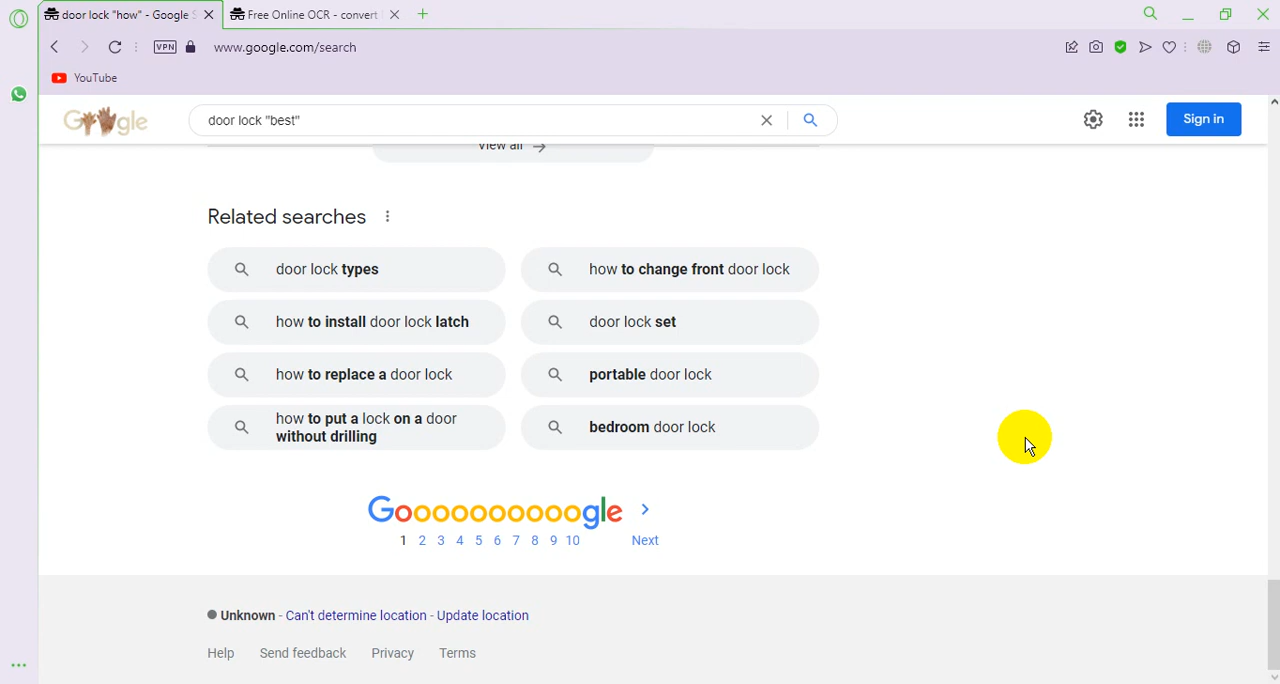 door lock "how" - Google S
Free Online OCR - convert
VPN
www.google.com/search
YouTube
Google
door lock "best"
Sign in
View all
Related searches
door lock types
how to change front door lock
how to install door lock latch
door lock set
how to replace a door lock
portable door lock
how to put a lock on a door
without drilling
bedroom door lock
Goooooooooogle
1 2 3 4 5 6 7 8 9 10 Next
Unknown - Can't determine location - Update location
Help Send feedback Privacy Terms